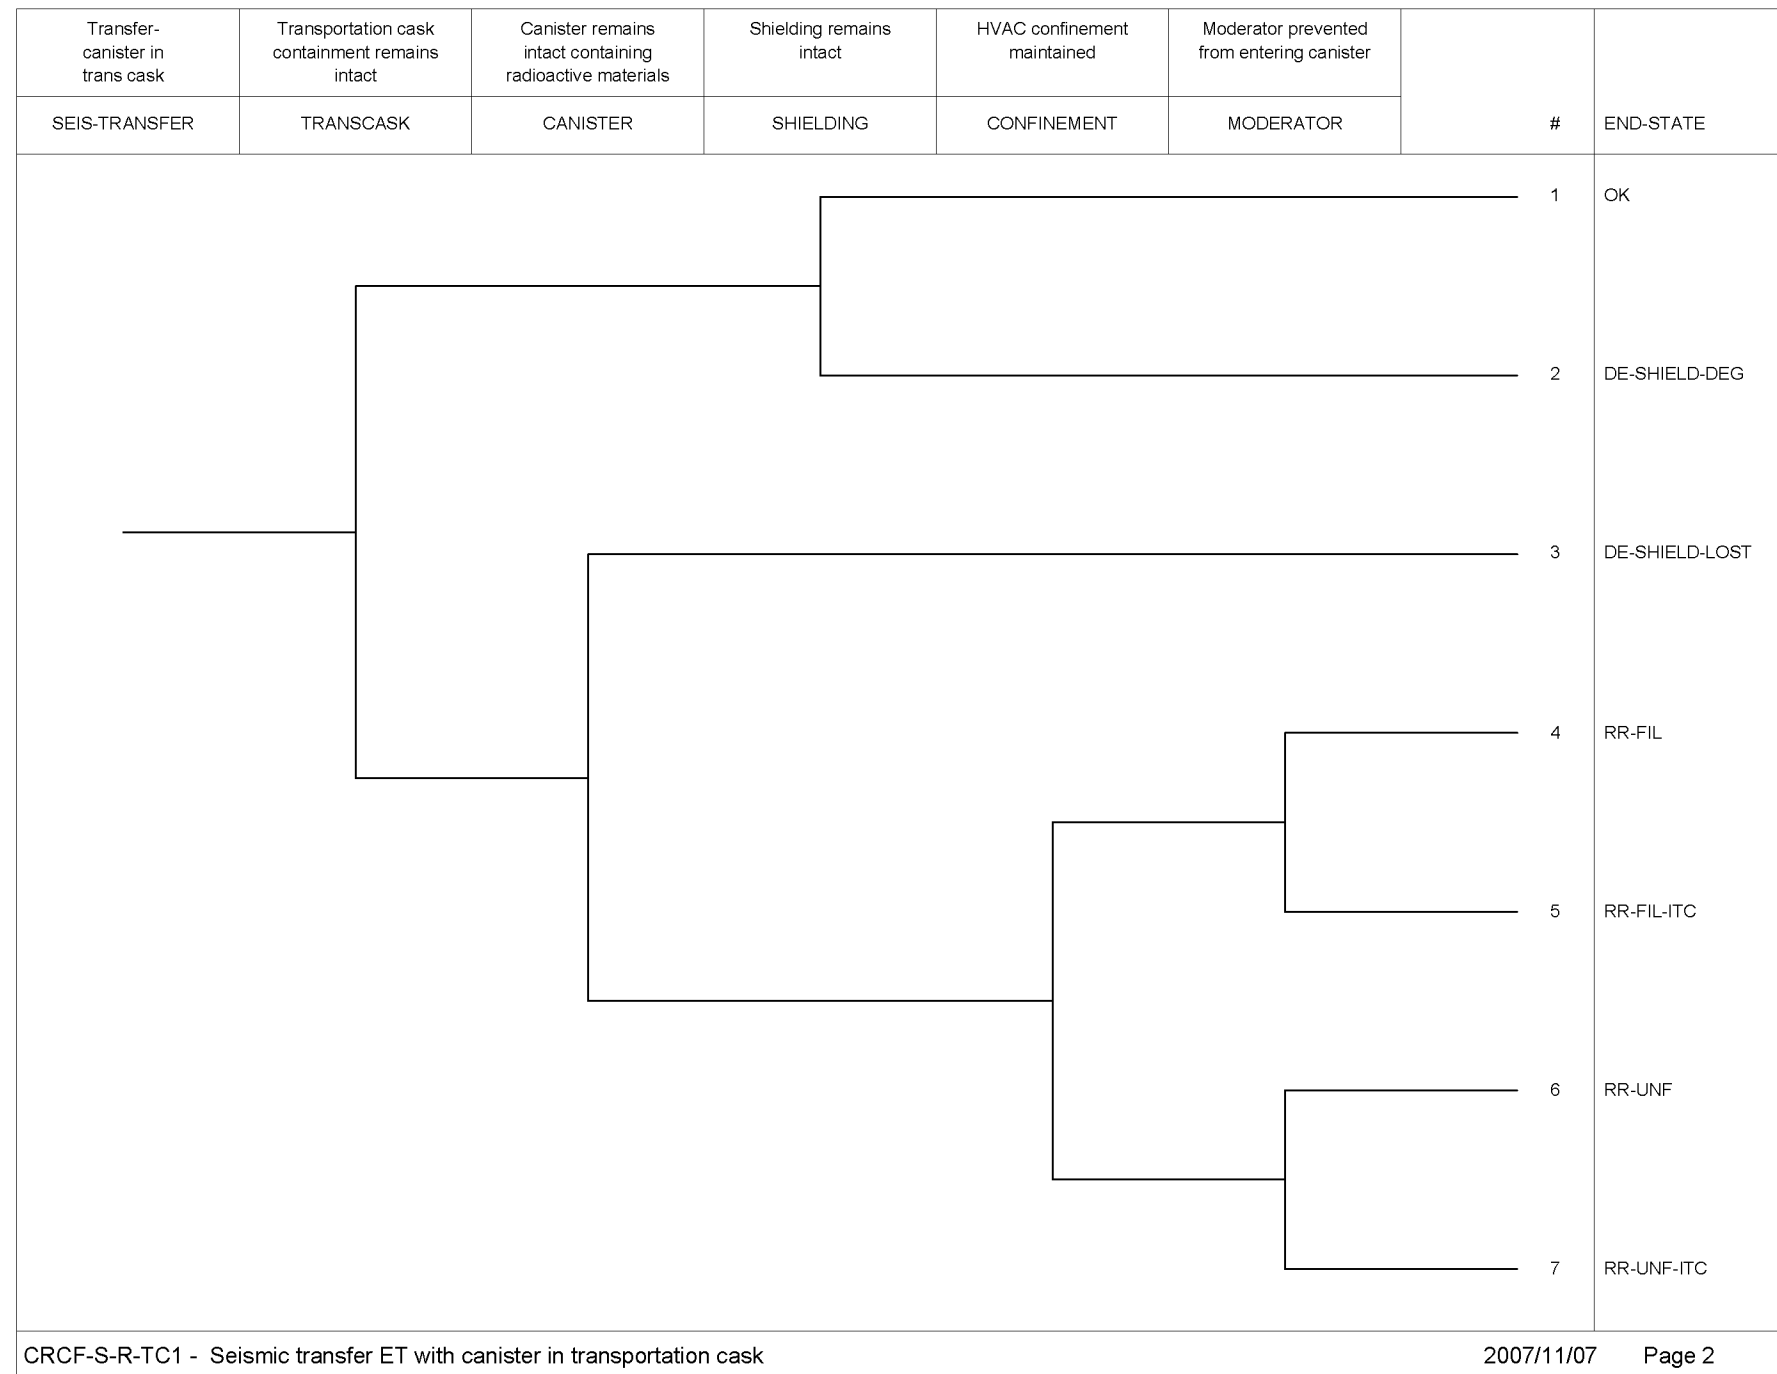 Transfer-
canister in
trans cask
Transportation cask
containment remains
intact
Canister remains
intact containing
radioactive materials
Shielding remains
intact
HVAC confinement
maintained
Moderator prevented
from entering canister
SEIS-TRANSFER
TRANSCASK
CANISTER
SHIELDING
CONFINEMENT
MODERATOR
#
END-STATE
1 OK
2 DE-SHIELD-DEG
3 DE-SHIELD-LOST
4 RR-FIL
5 RR-FIL-ITC
6 RR-UNF
7 RR-UNF-ITC
CRCF-S-R-TC1 - Seismic transfer ET with canister in transportation cask 2007/11/07 Page 2